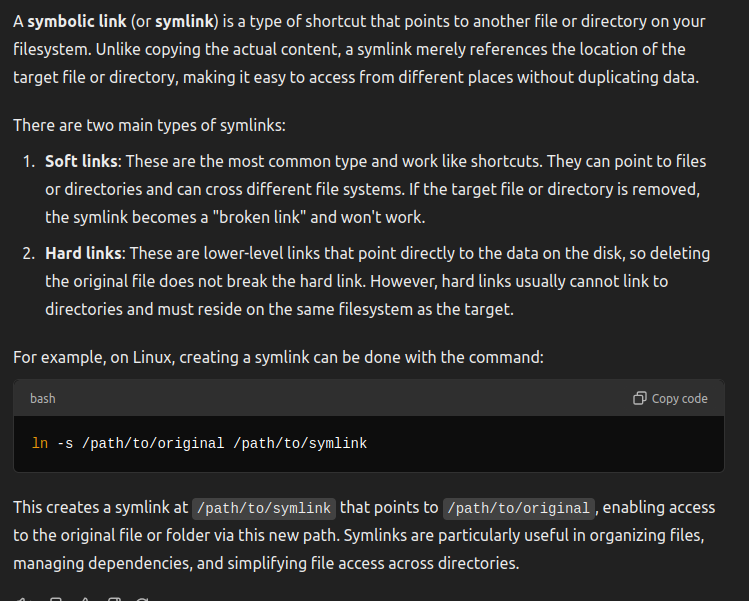 A symbolic link (or symlink) is a type of shortcut that points to another file or directory on your
filesystem. Unlike copying the actual content, a symlink merely references the location of the
target file or directory, making it easy to access from different places without duplicating data.
There are two main types of symlinks:
1. Soft links: These are the most common type and work like shortcuts. They can point to files
or directories and can cross different file systems. If the target file or directory is removed,
the symlink becomes a "broken link" and won't work.
2. Hard links: These are lower-level links that point directly to the data on the disk, so deleting
the original file does not break the hard link. However, hard links usually cannot link to
directories and must reside on the same filesystem as the target.
For example, on Linux, creating a symlink can be done with the command:
bash Copy code
ln -s /path/to/original /path/to/symlink
This creates a symlink at /path/to/symlink that points to /path/to/original, enabling access
to the original file or folder via this new path. Symlinks are particularly useful in organizing files,
managing dependencies, and simplifying file access across directories.